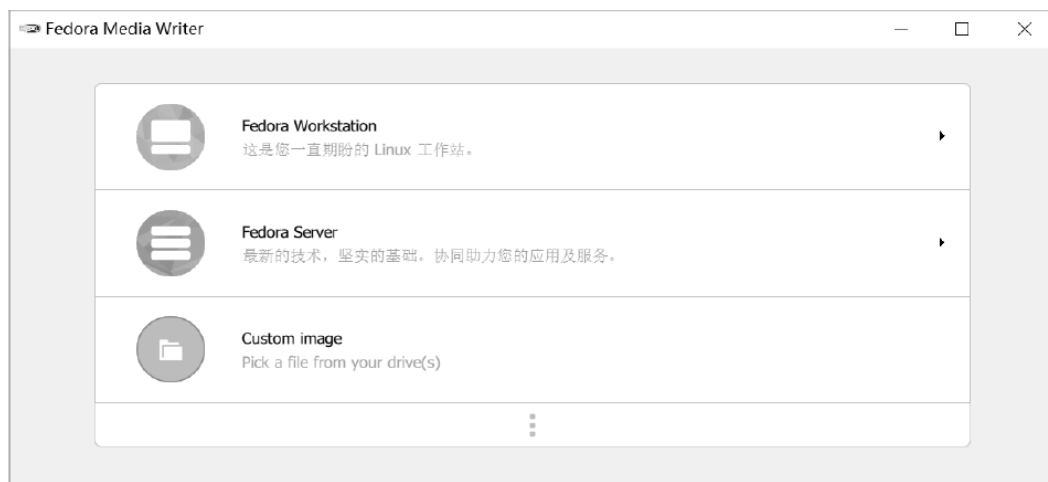 Fedora Media Writer
Fedora Workstation
这是您一直期盼的 Linux 工作站。
Fedora Server
最新的技术，坚实的基础。协同助力您的应用及服务。
Custom image
Pick a file from your drive(s)